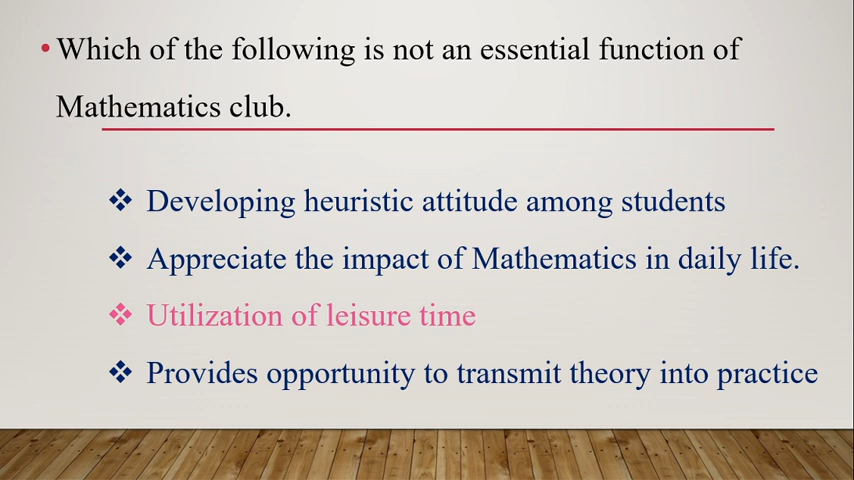 • Which of the following is not an essential function of
Mathematics club.
❖ Developing heuristic attitude among students
❖ Appreciate the impact of Mathematics in daily life.
❖ Utilization of leisure time
❖ Provides opportunity to transmit theory into practice